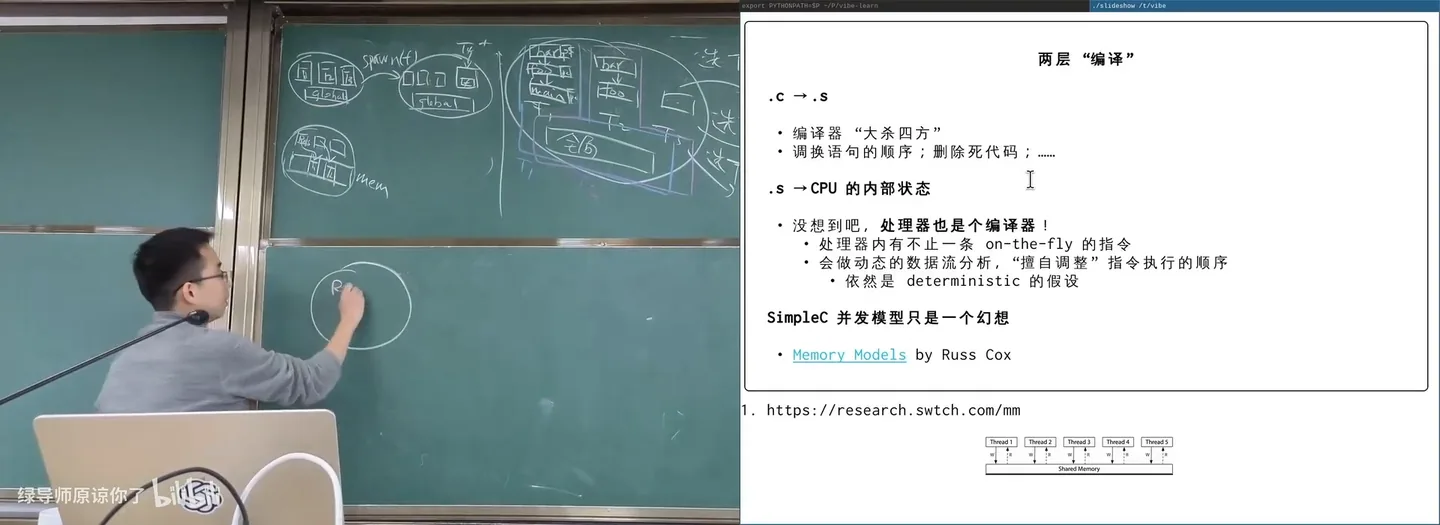 spawn(t)
global
global
mem
bar
foo
main
bar
foo
T1
T2
T3
T1
R
绿导师原谅你了
bilibili
export PYTHONPATH=$P ~/P/vibe-learn
./slideshow /t/vibe
两层 “编译”
.c →.s
• 编译器 “大杀四方”
• 调换语句的顺序；删除死代码；……
.s →CPU 的内部状态
• 没想到吧，处理器也是个编译器！
• 处理器内有不止一条 on-the-fly 的指令
• 会做动态的数据流分析，“擅自调整” 指令执行的顺序
• 依然是 deterministic 的假设
SimpleC 并发模型只是一个幻想
• Memory Models by Russ Cox
1. https://research.swtch.com/mm
Thread 1 Thread 2 Thread 3 Thread 4 Thread 5
W R W R W R W R W R
Shared Memory